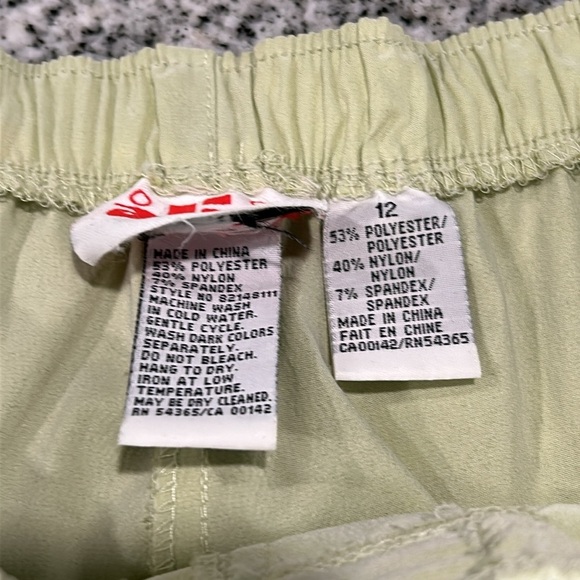 MADE IN CHINA
53% POLYESTER
40% NYLON
7% SPANDEX
STYLE NO 82148111
MACHINE WASH
IN COLD WATER.
GENTLE CYCLE.
WASH DARK COLORS
SEPARATELY.
DO NOT BLEACH.
HANG TO DRY.
IRON AT LOW
TEMPERATURE.
MAY BE DRY CLEANED.
RN 54365/CA 00142
12
53% POLYESTER/
POLYESTER
40% NYLON/
NYLON
7% SPANDEX/
SPANDEX
MADE IN CHINA
FAIT EN CHINE
CA00142/RN54365